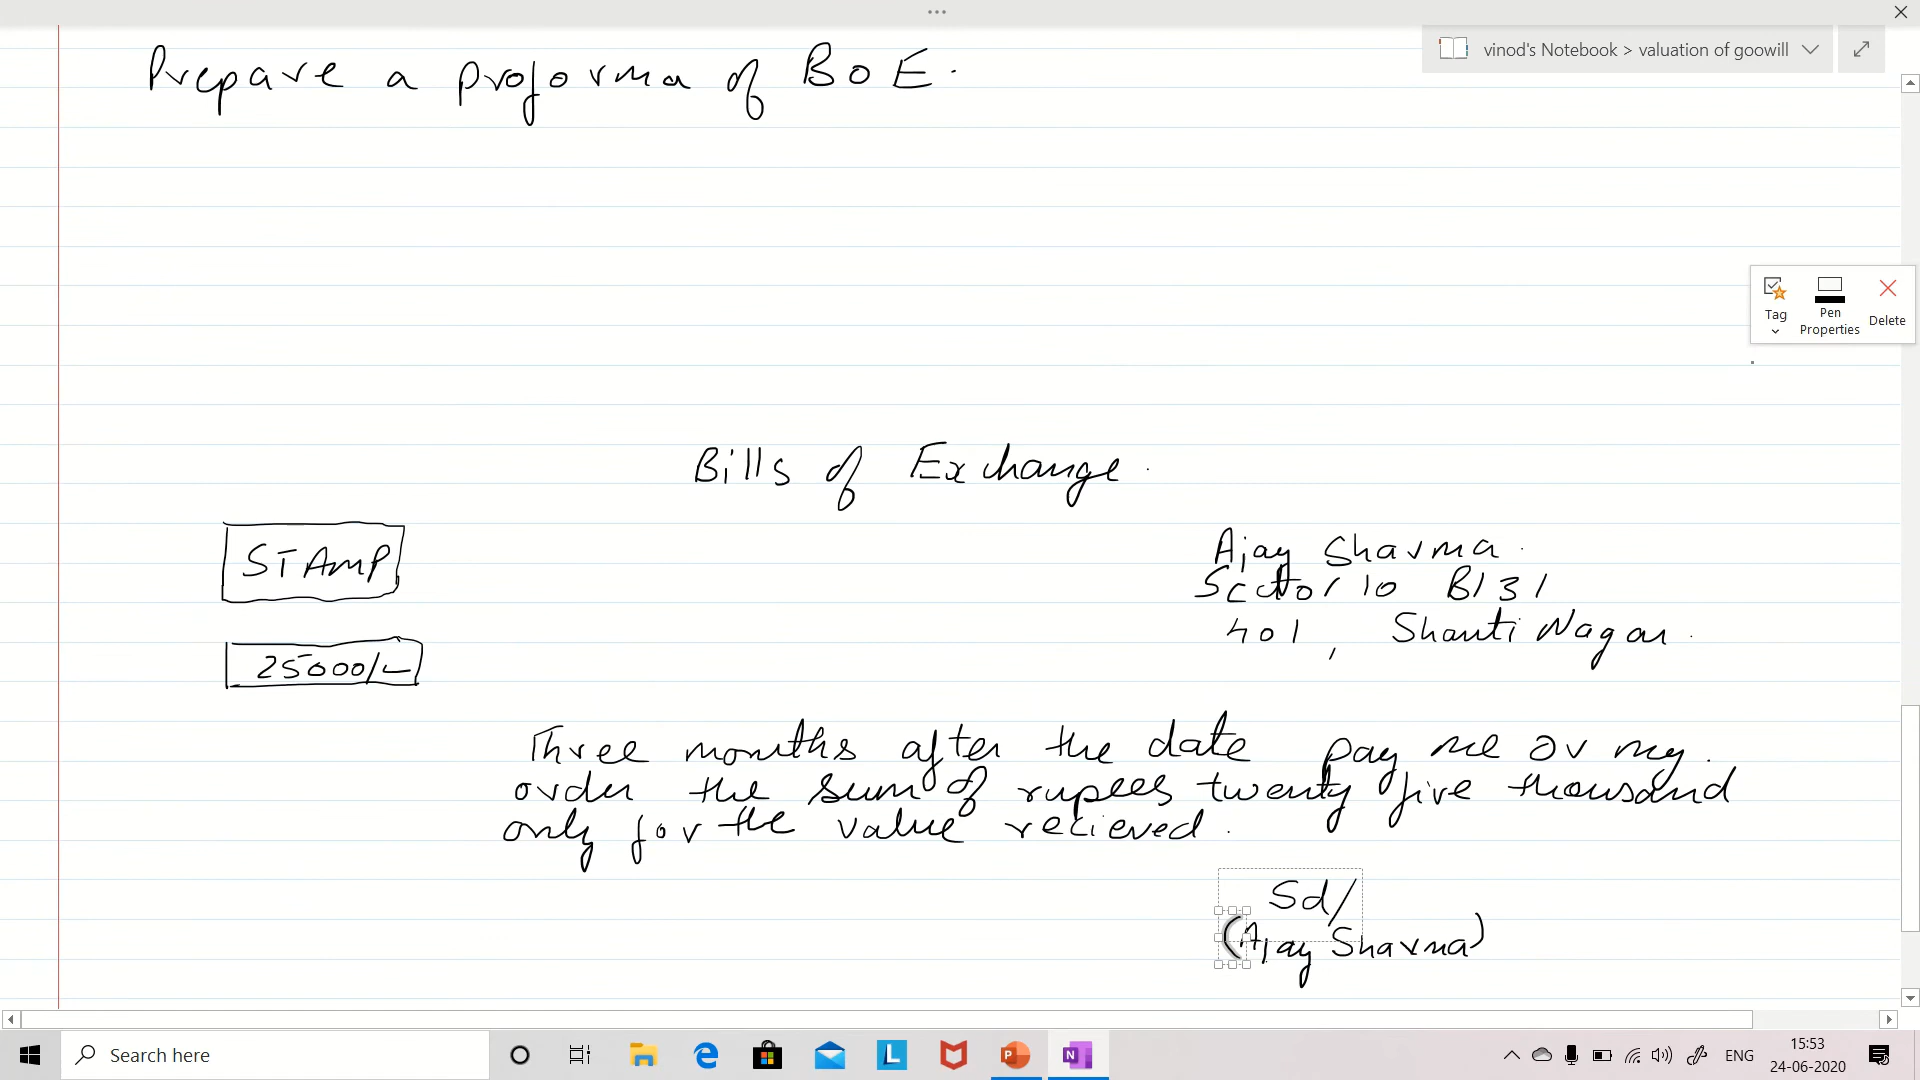 vinod's Notebook > valuation of goowill
Prepare a proforma of BOE.
Tag
Pen Properties
Delete
Bills of Exchange.
STAMP
Ajay Sharma.
Sector 10 B131
401, Shanti Nagar.
25000/-
Three months after the date pay me or my.
order the sum of rupees twenty five thousand
only for the value recieved.
Sd/
(Ajay Sharma)
Search here
ENG
15:53
24-06-2020